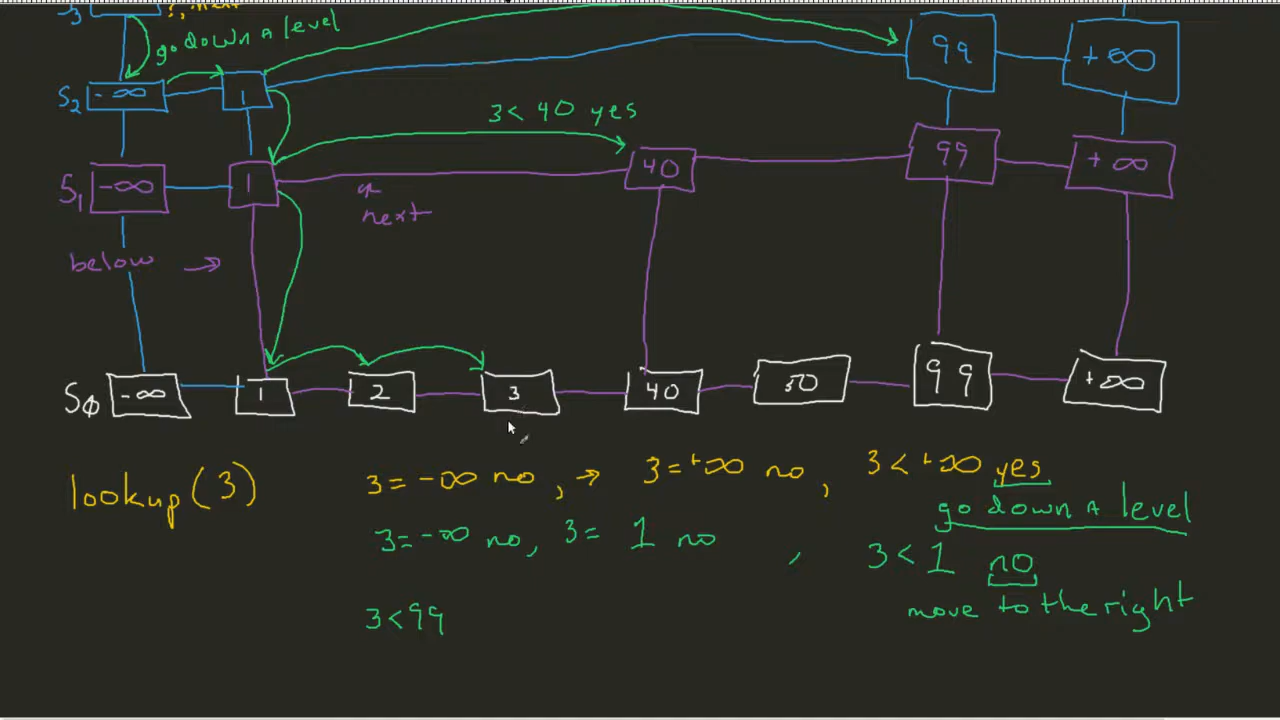 go down a level
S2 -∞ 1 99 +∞
3 < 40 yes
S1 -∞ 1 40 99 +∞
next
below →
SØ -∞ 1 2 3 40 50 99 +∞
lookup(3) 3 = -∞ no, → 3 = +∞ no, 3 < +∞ yes
go down a level
3 = -∞ no, 3 = 1 no, 3 < 1 no
move to the right
3 < 99